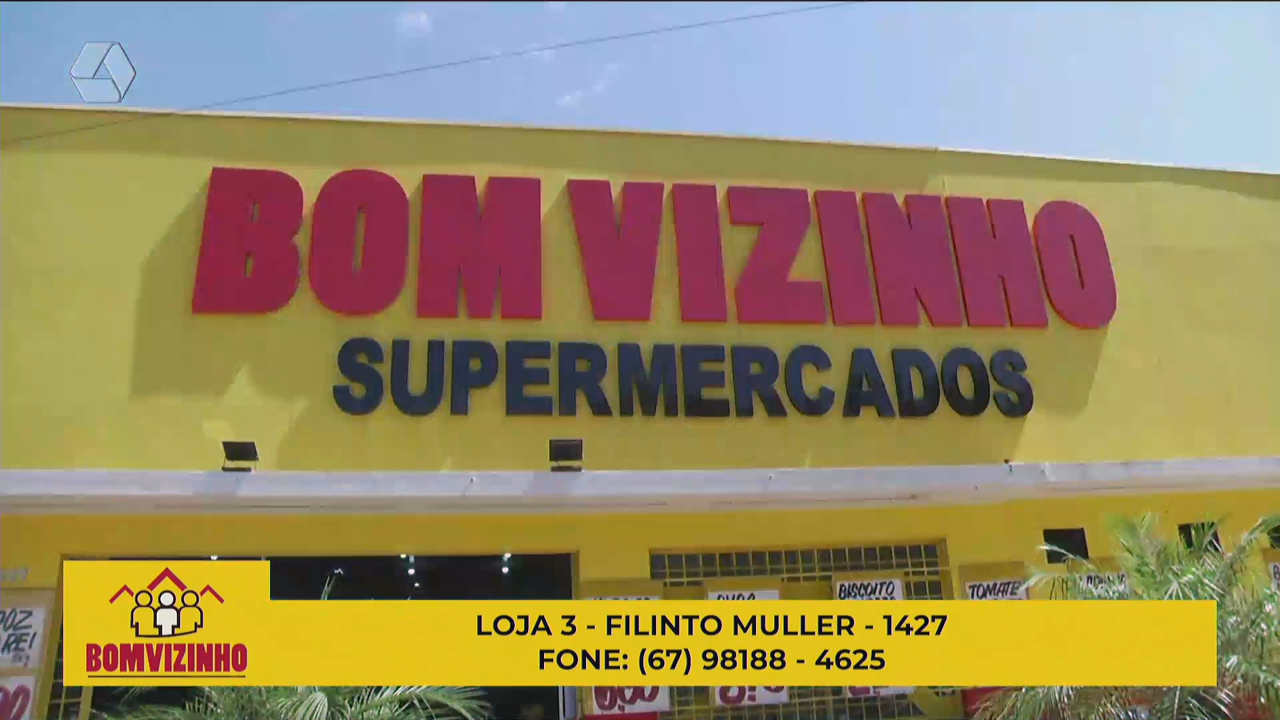 BOM VIZINHO
SUPERMERCADOS
BISCOITO
TOMATE
LOJA 3 - FILINTO MULLER - 1427
FONE: (67) 98188 - 4625
BOMVIZINHO